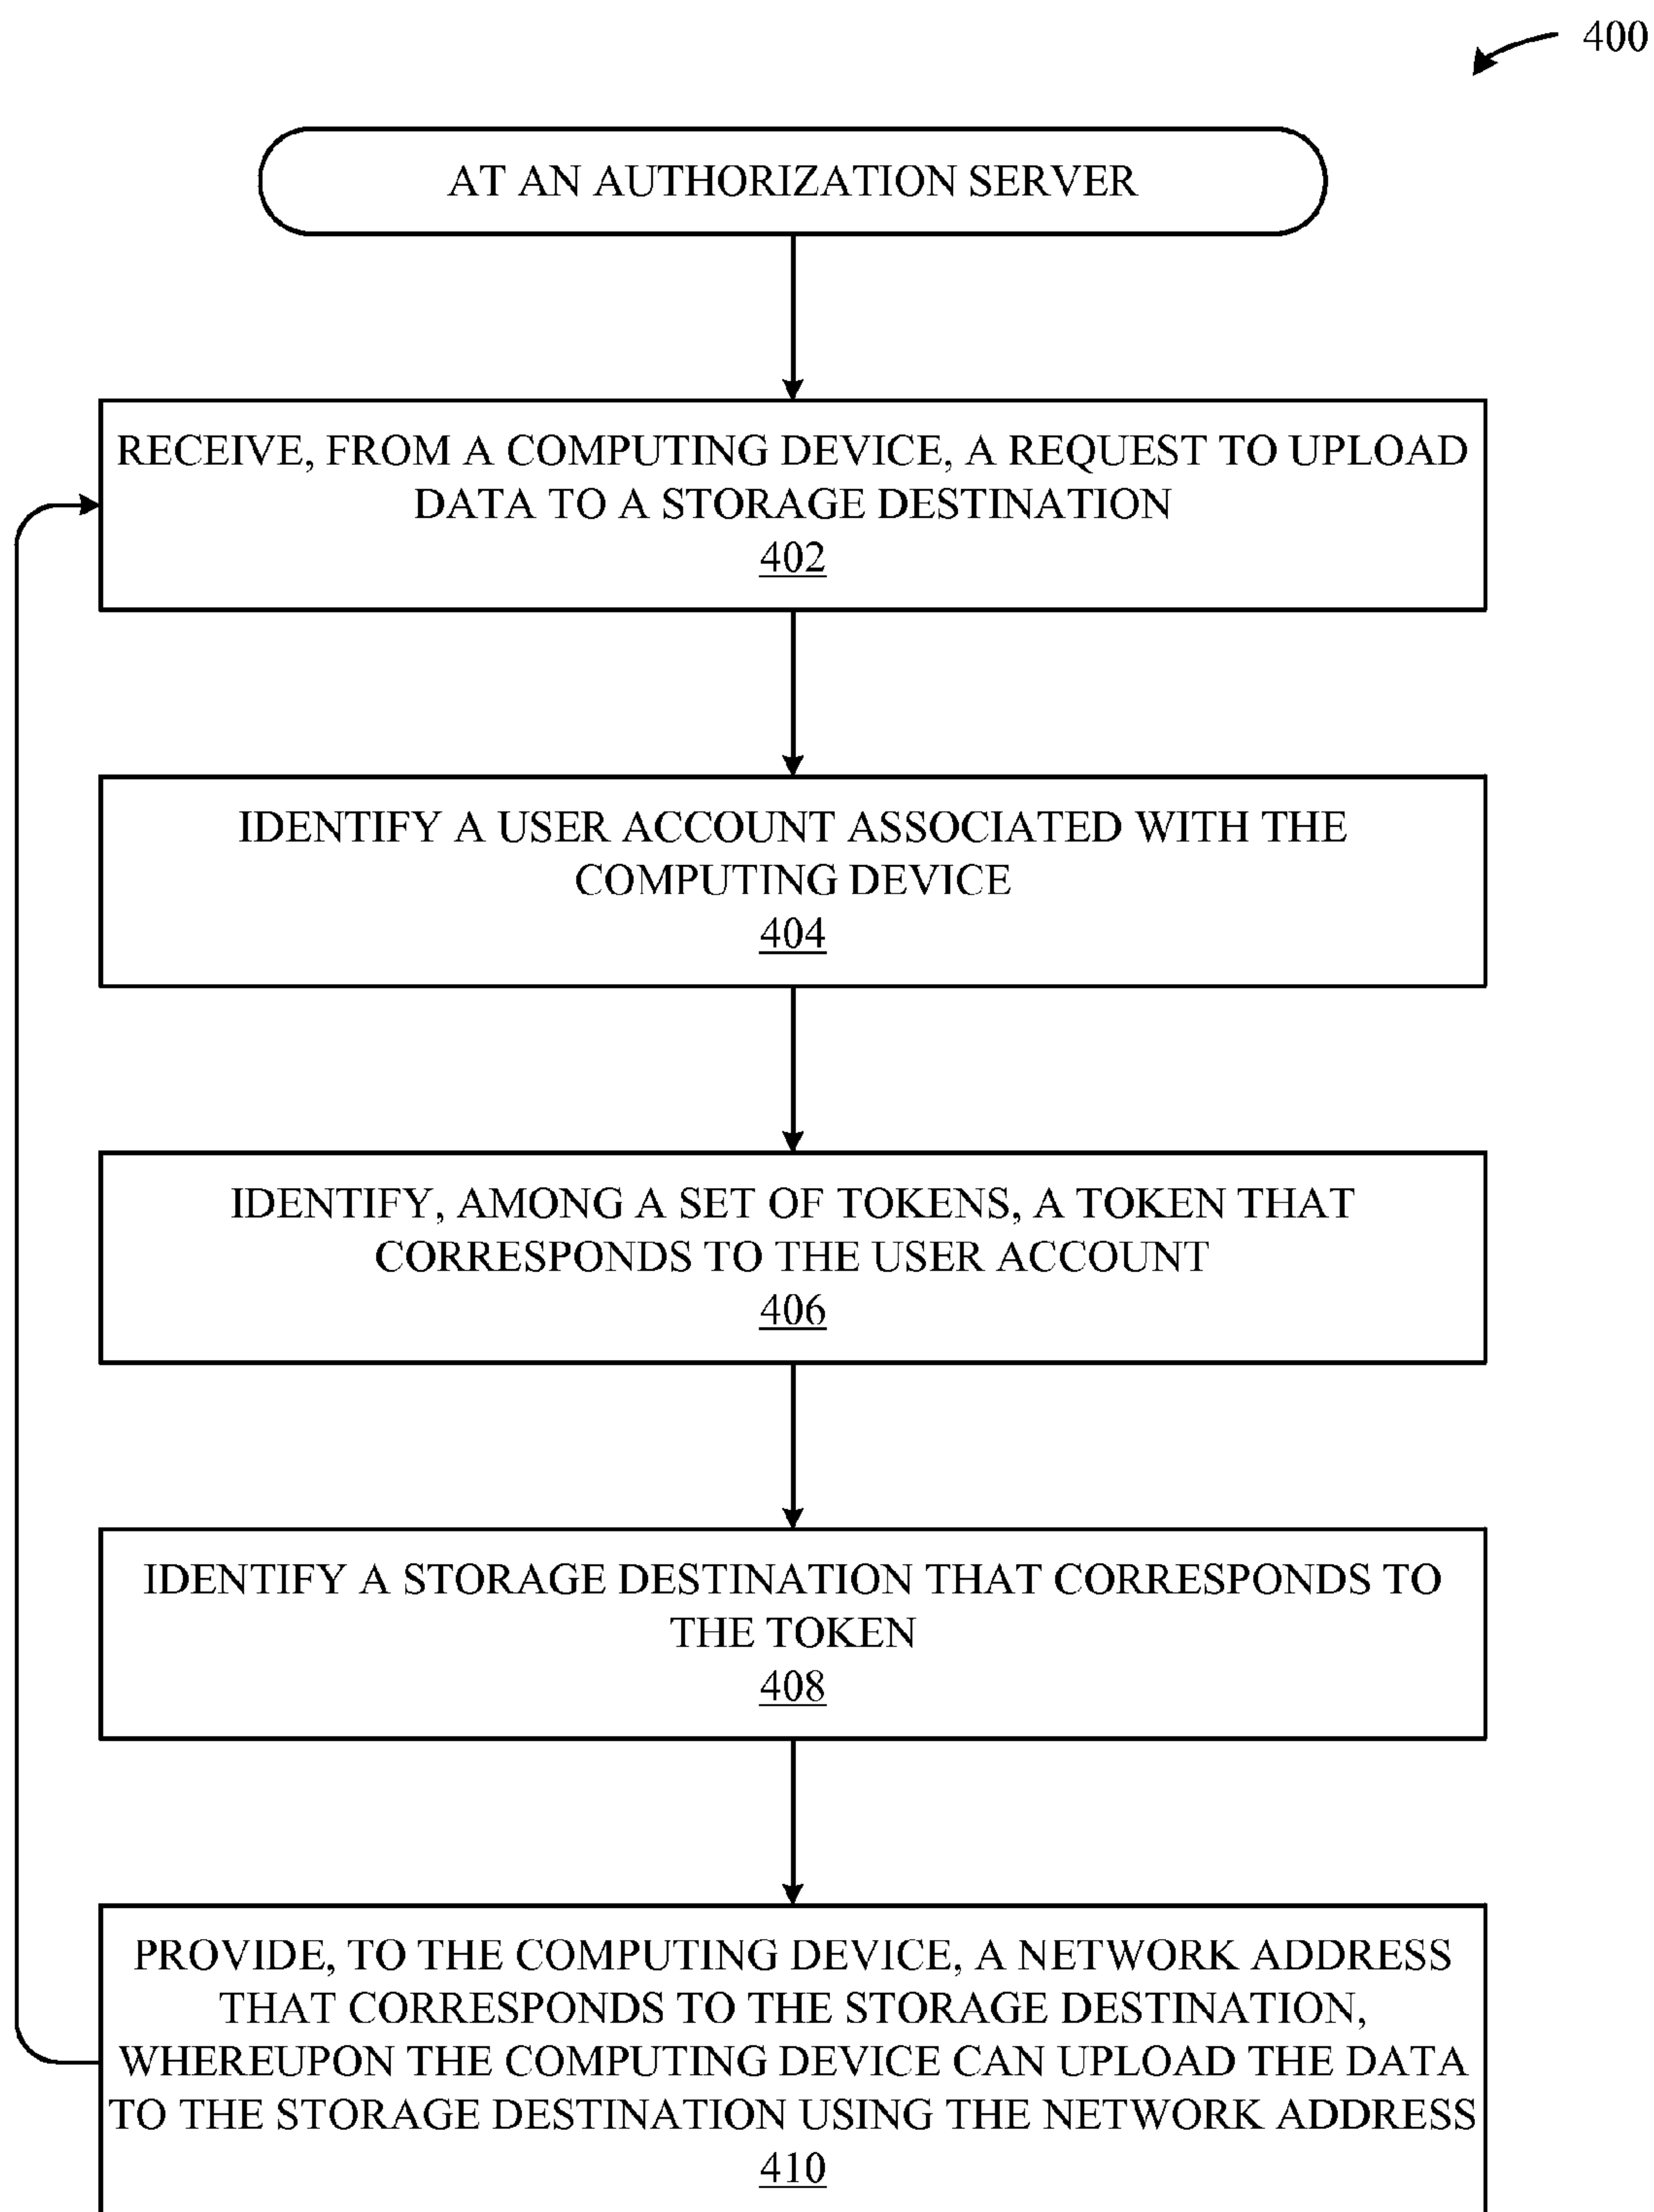 400
AT AN AUTHORIZATION SERVER
RECEIVE, FROM A COMPUTING DEVICE, A REQUEST TO UPLOAD
DATA TO A STORAGE DESTINATION
402
IDENTIFY A USER ACCOUNT ASSOCIATED WITH THE
COMPUTING DEVICE
404
IDENTIFY, AMONG A SET OF TOKENS, A TOKEN THAT
CORRESPONDS TO THE USER ACCOUNT
406
IDENTIFY A STORAGE DESTINATION THAT CORRESPONDS TO
THE TOKEN
408
PROVIDE, TO THE COMPUTING DEVICE, A NETWORK ADDRESS
THAT CORRESPONDS TO THE STORAGE DESTINATION,
WHEREUPON THE COMPUTING DEVICE CAN UPLOAD THE DATA
TO THE STORAGE DESTINATION USING THE NETWORK ADDRESS
410